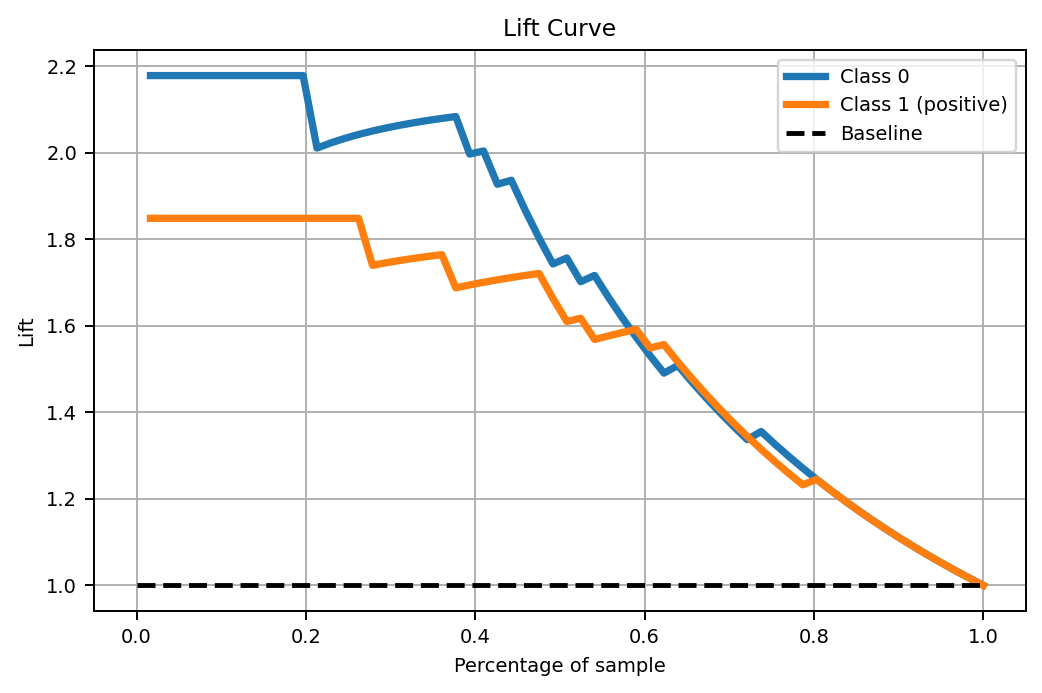 Lift Curve
2.2
2.0
1.8
1.6
1.4
1.2
1.0
Lift
Class 0
Class 1 (positive)
Baseline
0.0 0.2 0.4 0.6 0.8 1.0
Percentage of sample